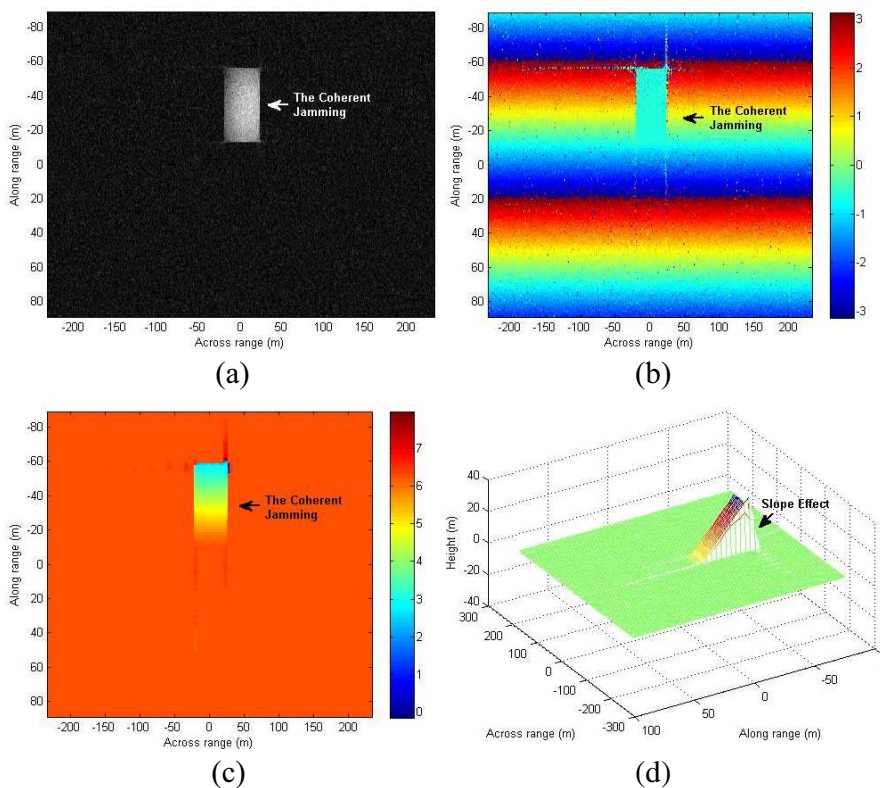 -80
-60
-40
-20
0
20
40
60
80
Along range (m)
The Coherent
Jamming
-200 -150 -100 -50 0 50 100 150 200
Across range (m)
(a)
-80
-60
-40
-20
0
20
40
60
80
Along range (m)
The Coherent
Jamming
-200 -150 -100 -50 0 50 100 150 200
Across range (m)
3
2
1
0
-1
-2
-3
(b)
-80
-60
-40
-20
0
20
40
60
80
Along range (m)
The Coherent
Jamming
-200 -150 -100 -50 0 50 100 150 200
Across range (m)
7
6
5
4
3
2
1
0
(c)
Slope Effect
40
20
0
-20
-40
Height (m)
300
200
100
0
-100
-200
-300
Across range (m)
100
50
0
-50
Along range (m)
(d)